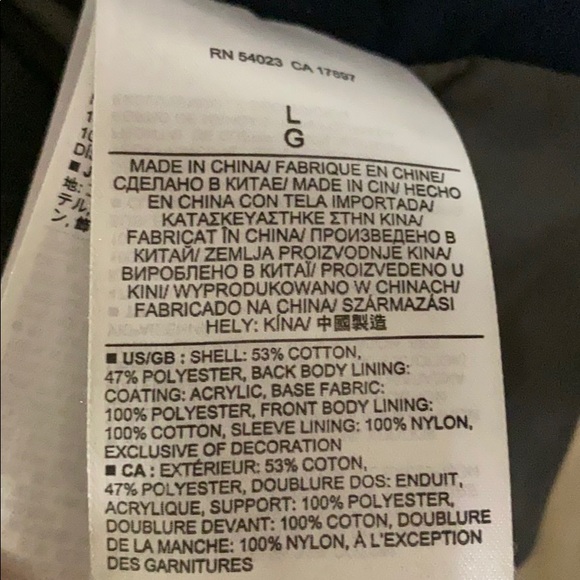 RN 54023 CA 17897
L
G
MADE IN CHINA/ FABRIQUE EN CHINE/
СДЕЛАНО В КИТАЕ/ MADE IN CIN/ HECHO
EN CHINA CON TELA IMPORTADA/
ΚΑΤΑΣΚΕΥΑΣΤΗΚΕ ΣΤΗΝ ΚΙΝΑ/
FABRICAT ÎN CHINA/ ПРОИЗВЕДЕНО В
КИТАЙ/ ZEMLJA PROIZVODNJE KINA/
ВИРОБЛЕНО В КИТАЇ/ PROIZVEDENO U
KINI/ WYPRODUKOWANO W CHINACH/
FABRICADO NA CHINA/ SZÁRMAZÁSI
HELY: KÍNA/ 中國製造
■ US/GB : SHELL: 53% COTTON,
47% POLYESTER, BACK BODY LINING:
COATING: ACRYLIC, BASE FABRIC:
100% POLYESTER, FRONT BODY LINING:
100% COTTON, SLEEVE LINING: 100% NYLON,
EXCLUSIVE OF DECORATION
■ CA : EXTÉRIEUR: 53% COTON,
47% POLYESTER, DOUBLURE DOS: ENDUIT,
ACRYLIQUE, SUPPORT: 100% POLYESTER,
DOUBLURE DEVANT: 100% COTON, DOUBLURE
DE LA MANCHE: 100% NYLON, À L'EXCEPTION
DES GARNITURES